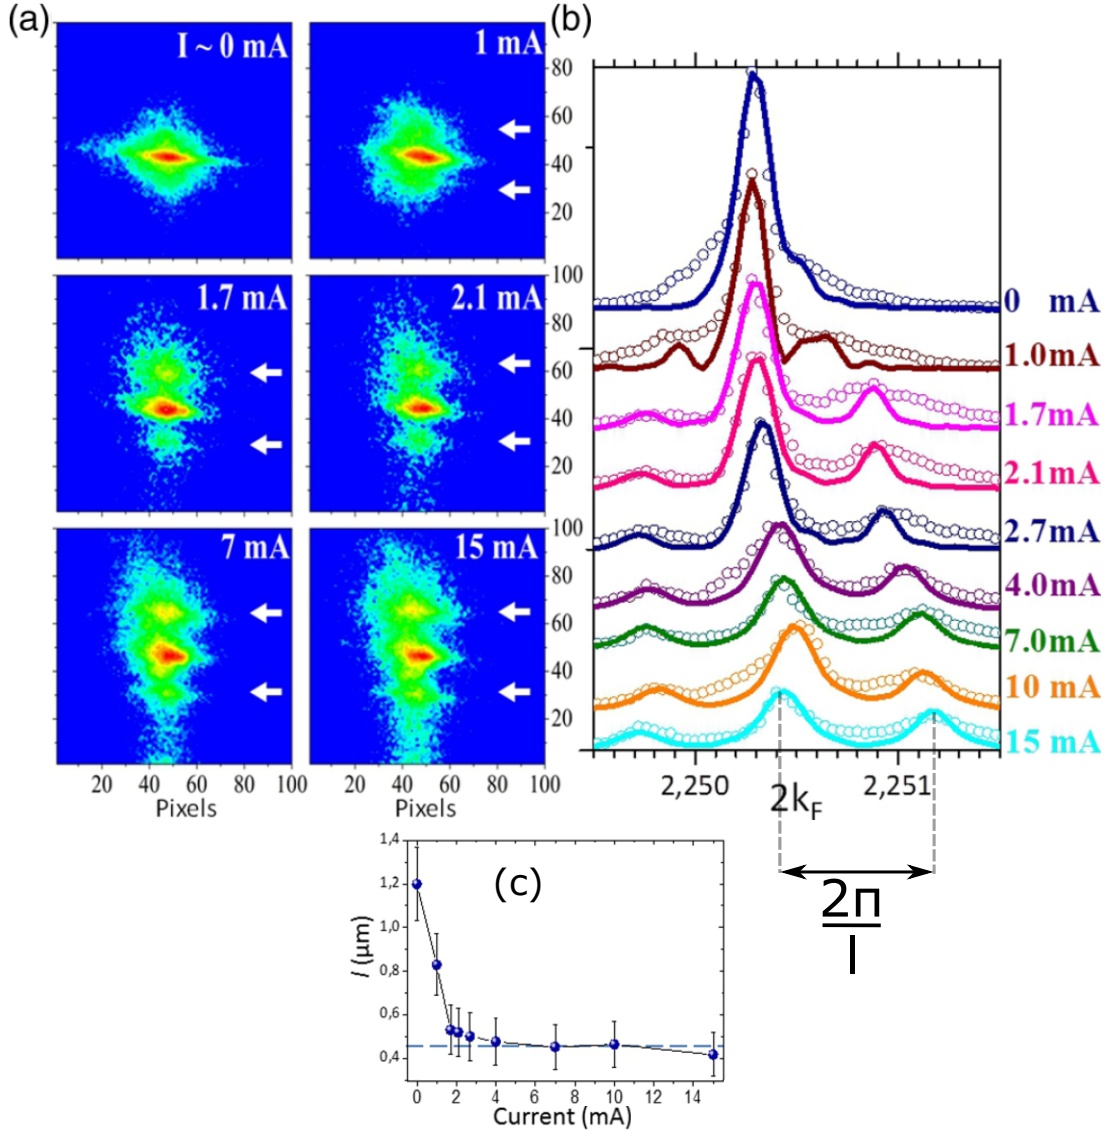 (a)
I ~ 0 mA
1 mA
80
60
40
20
1.7 mA
2.1 mA
100
80
60
40
20
7 mA
15 mA
100
80
60
40
20
20 40 60 80 100
20 40 60 80 100
Pixels
Pixels
(b)
0 mA
1.0mA
1.7mA
2.1mA
2.7mA
4.0mA
7.0mA
10 mA
15 mA
2,250
2kF
2,251
2п
l
(c)
1,4
1,2
1,0
0,8
0,6
0,4
l (μm)
0 2 4 6 8 10 12 14
Current (mA)